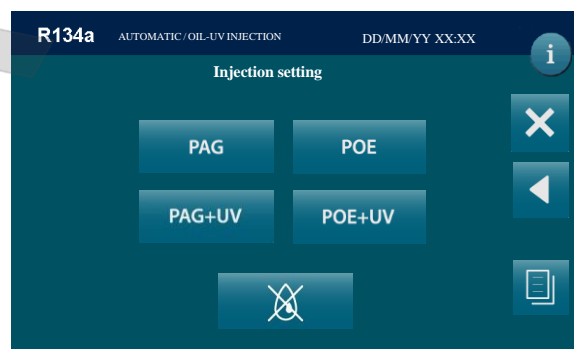 R134a AUTOMATIC / OIL-UV INJECTION DD/MM/YY XX:XX
i
Injection setting
PAG POE
PAG+UV POE+UV